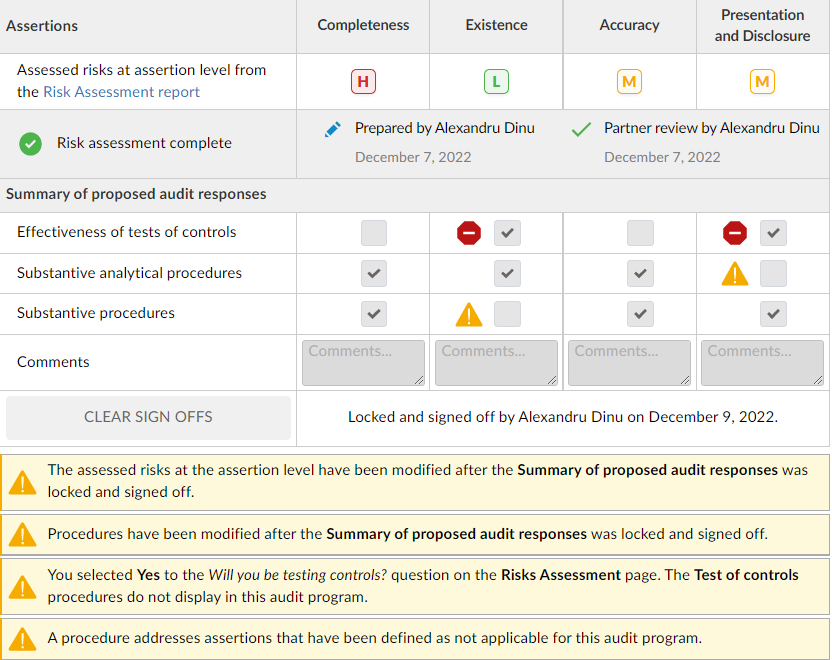 Assertions
Completeness
Existence
Accuracy
Presentation
and Disclosure
Assessed risks at assertion level from
the Risk Assessment report
H
L
M
M
Risk assessment complete
Prepared by Alexandru Dinu
December 7, 2022
Partner review by Alexandru Dinu
December 7, 2022
Summary of proposed audit responses
Effectiveness of tests of controls
Substantive analytical procedures
Substantive procedures
Comments
Comments...
Comments...
Comments...
Comments...
CLEAR SIGN OFFS
Locked and signed off by Alexandru Dinu on December 9, 2022.
The assessed risks at the assertion level have been modified after the Summary of proposed audit responses was
locked and signed off.
Procedures have been modified after the Summary of proposed audit responses was locked and signed off.
You selected Yes to the Will you be testing controls? question on the Risks Assessment page. The Test of controls
procedures do not display in this audit program.
A procedure addresses assertions that have been defined as not applicable for this audit program.